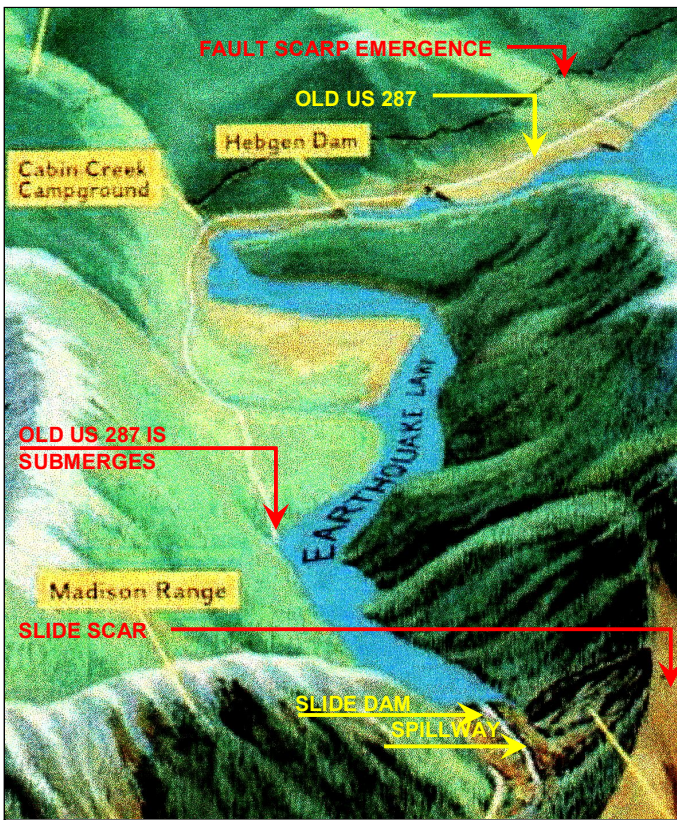 FAULT SCARP EMERGENCE
OLD US 287
Hebgen Dam
Cabin Creek
Campground
EARTHQUAKE LAKE
OLD US 287 IS
SUBMERGES
Madison Range
SLIDE SCAR
SLIDE DAM
SPILLWAY